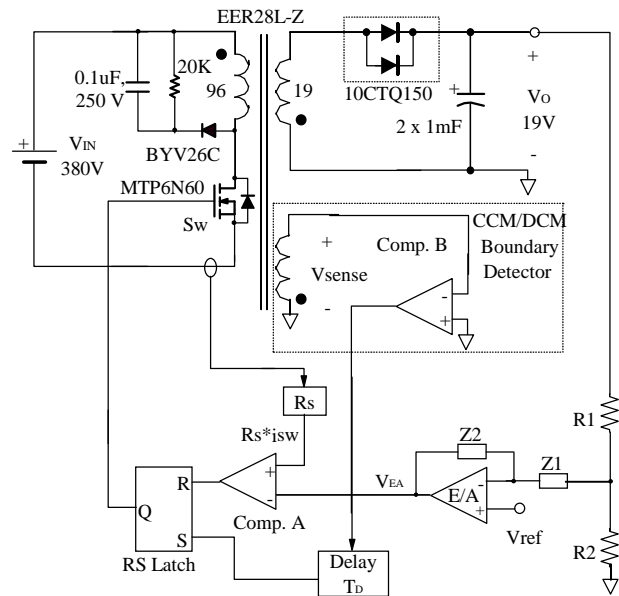 EER28L-Z
20K
0.1uF,
250 V
96
19
10CTQ150
VO
19V
+
-
+
2 x 1mF
+
VIN
380V
BYV26C
MTP6N60
Sw
+
Vsense
-
Comp. B
-
+
CCM/DCM
Boundary
Detector
Rs
Rs*isw
R1
Z2
Z1
VEA
E/A
-
+
Vref
R2
+
-
Comp. A
R
Q
S
RS Latch
Delay
TD